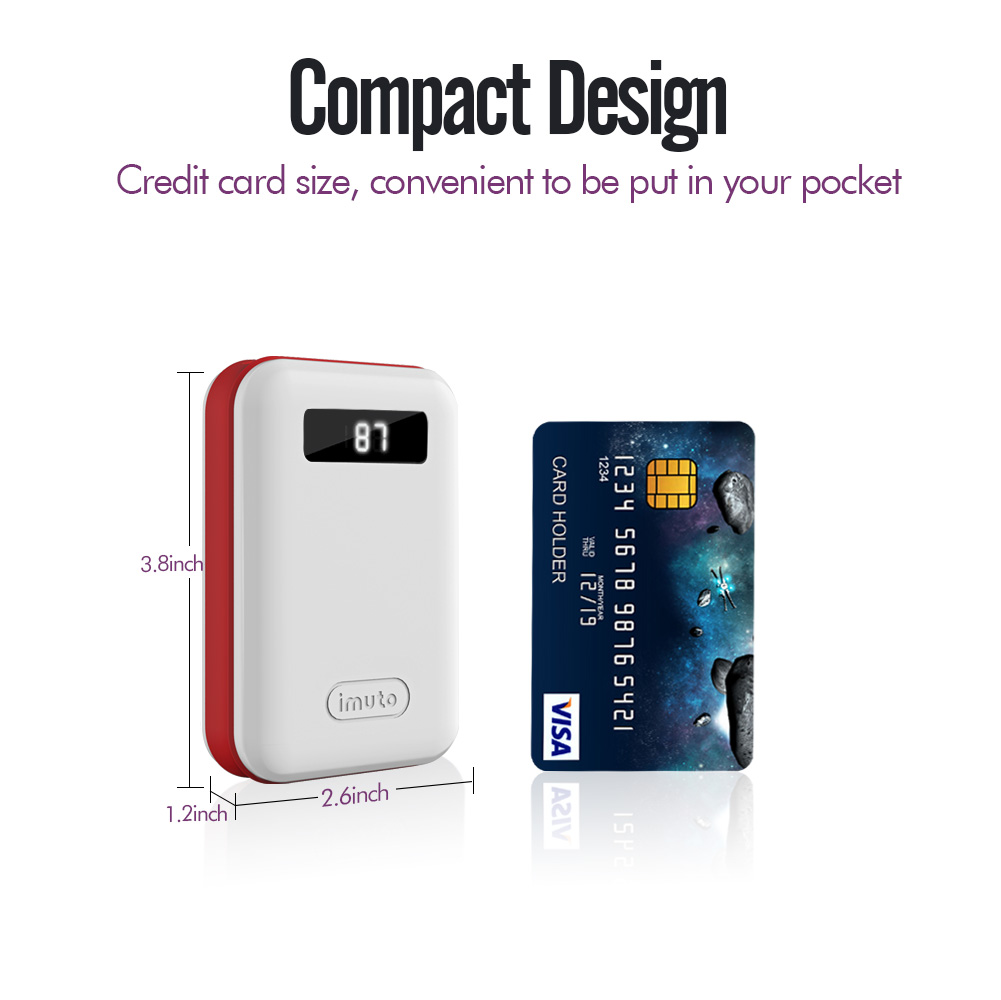 Compact Design
Credit card size, convenient to be put in your pocket
87
3.8inch
imuto
1.2inch
2.6inch
1234 5678 9876 5421
1234
VALID
THRU
MONTH/YEAR
12/19
CARD HOLDER
VISA